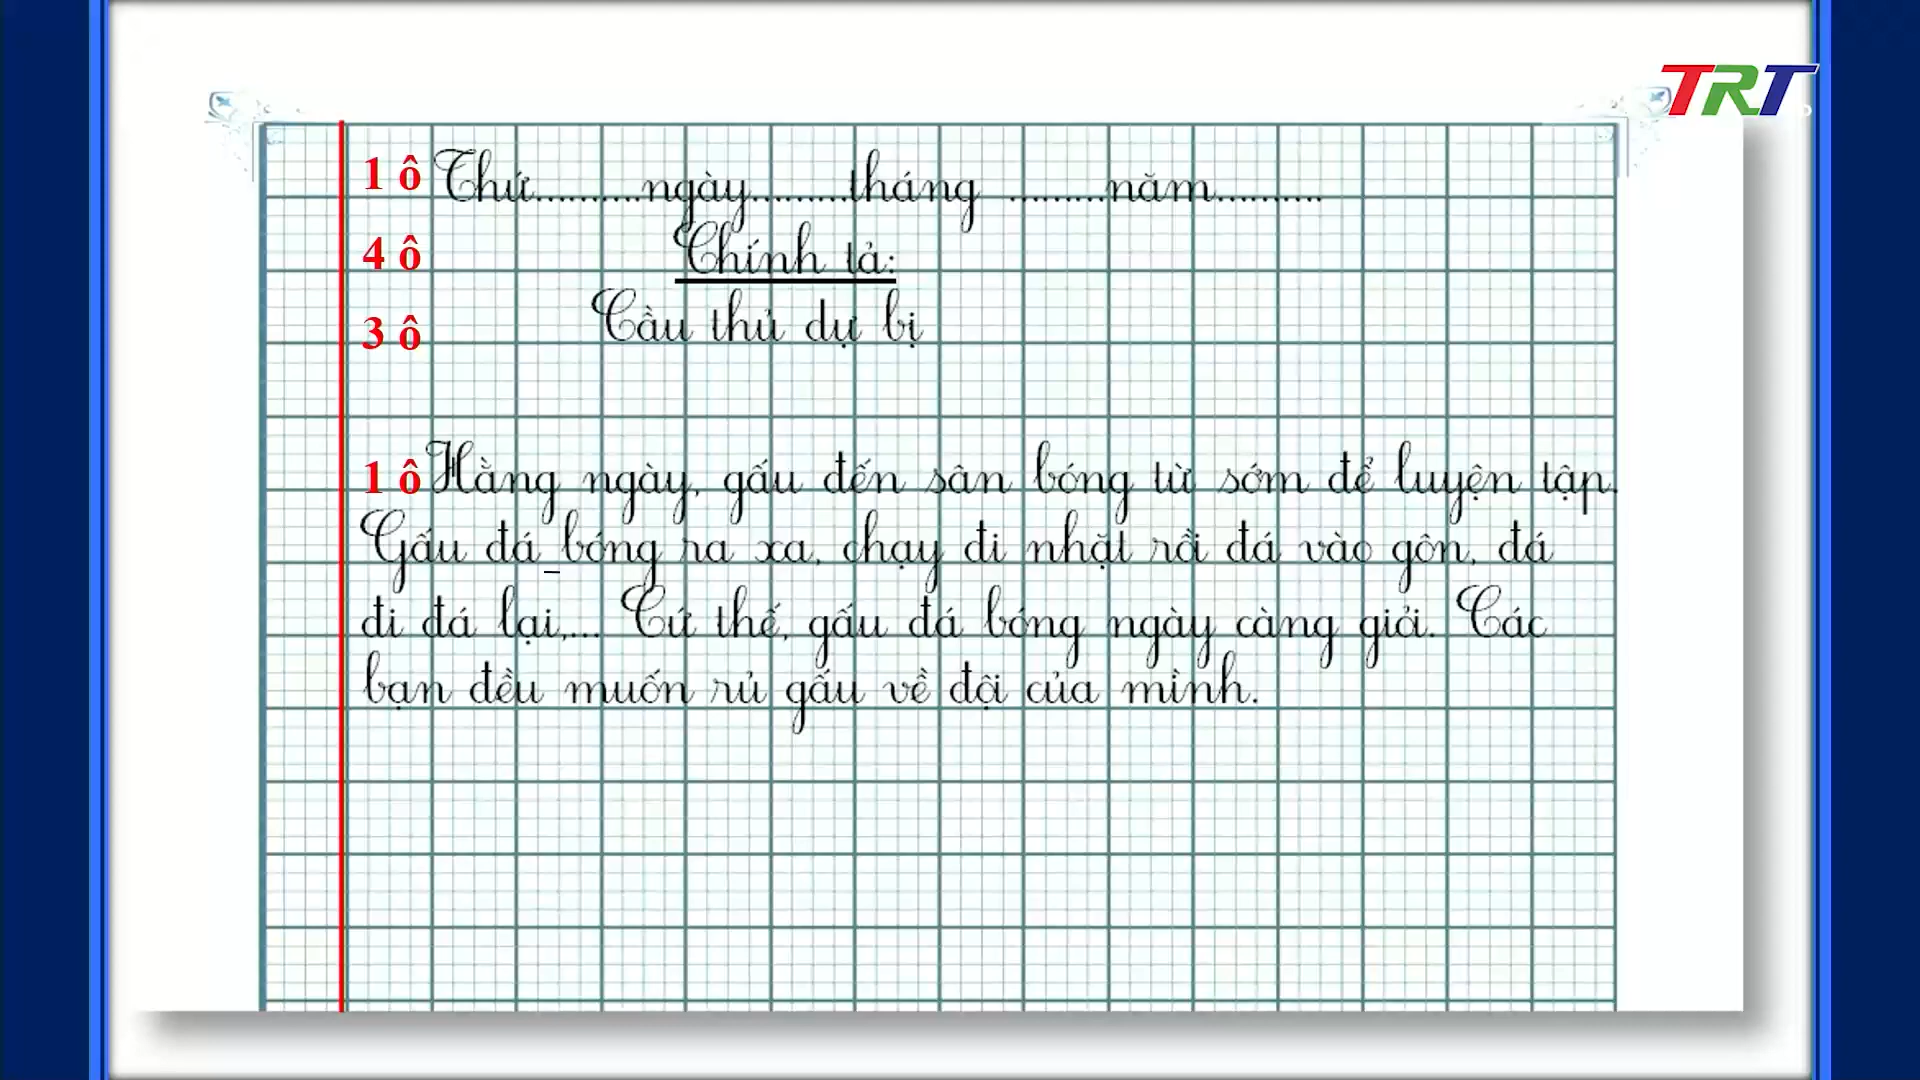 TRT
1 ô Thứ..........ngày.........tháng .........năm..........
4 ô Chính tả:
3 ô Cầu thủ dự bị
1 ô Hằng ngày, gấu đến sân bóng từ sớm để luyện tập.
Gấu đá bóng ra xa, chạy đi nhặt rồi đá vào gôn, đá
đi đá lại,... Cứ thế, gấu đá bóng ngày càng giỏi. Các
bạn đều muốn rủ gấu về đội của mình.